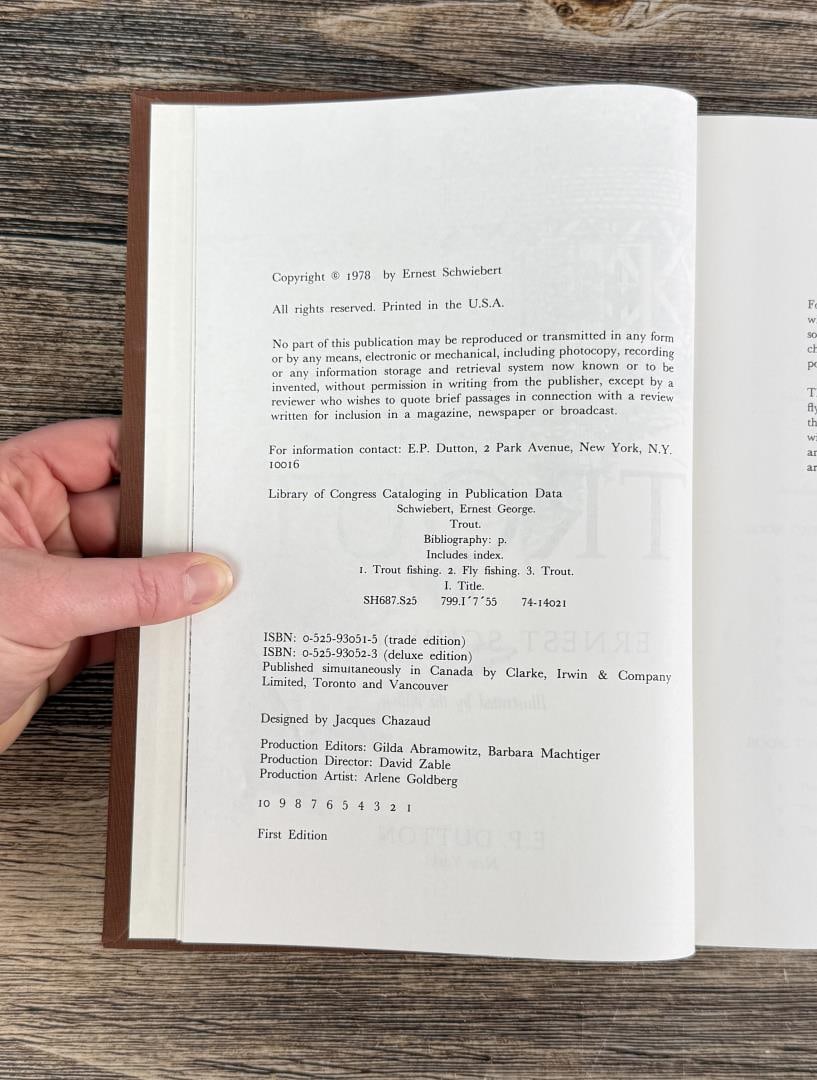 Copyright © 1978 by Ernest Schwiebert
All rights reserved. Printed in the U.S.A.
No part of this publication may be reproduced or transmitted in any form
or by any means, electronic or mechanical, including photocopy, recording
or any information storage and retrieval system now known or to be
invented, without permission in writing from the publisher, except by a
reviewer who wishes to quote brief passages in connection with a review
written for inclusion in a magazine, newspaper or broadcast.
For information contact: E.P. Dutton, 2 Park Avenue, New York, N.Y.
10016
Library of Congress Cataloging in Publication Data
Schwiebert, Ernest George.
Trout.
Bibliography: p.
Includes index.
1. Trout fishing. 2. Fly fishing. 3. Trout.
I. Title.
SH687.S25 799.I´7´55 74-14021
ISBN: 0-525-93051-5 (trade edition)
ISBN: 0-525-93052-3 (deluxe edition)
Published simultaneously in Canada by Clarke, Irwin & Company
Limited, Toronto and Vancouver
Designed by Jacques Chazaud
Production Editors: Gilda Abramowitz, Barbara Machtiger
Production Director: David Zable
Production Artist: Arlene Goldberg
10 9 8 7 6 5 4 3 2 1
First Edition